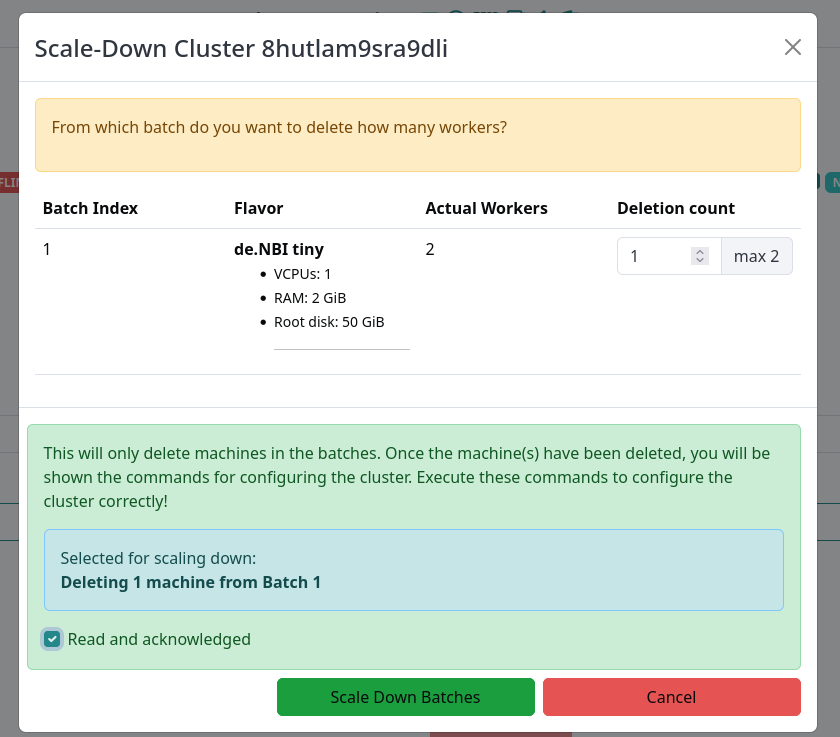 Scale-Down Cluster 8hutlam9sra9dli
From which batch do you want to delete how many workers?
Batch Index Flavor Actual Workers Deletion count
1 de.NBI tiny 2 1 max 2
VCPUs: 1
RAM: 2 GiB
Root disk: 50 GiB
This will only delete machines in the batches. Once the machine(s) have been deleted, you will be
shown the commands for configuring the cluster. Execute these commands to configure the
cluster correctly!
Selected for scaling down:
Deleting 1 machine from Batch 1
Read and acknowledged
Scale Down Batches Cancel